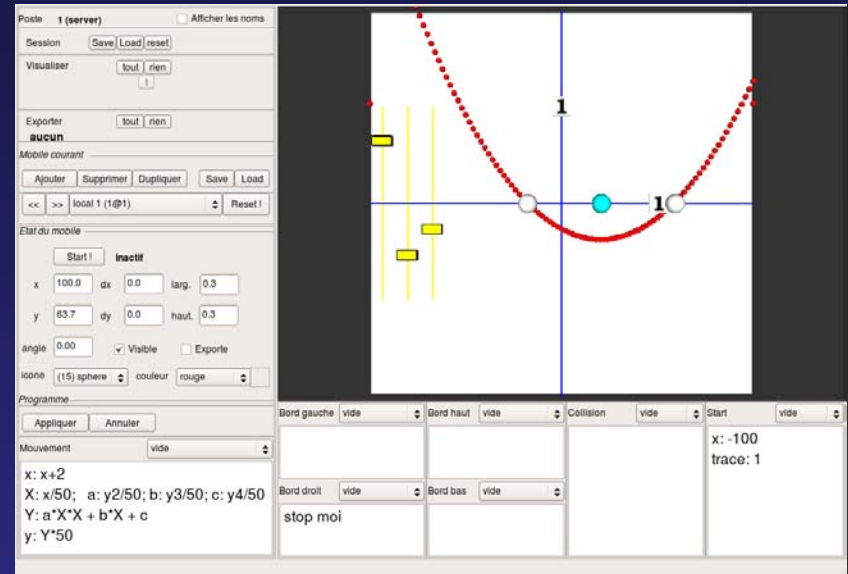 Poste 1 (server) Afficher les noms
Session Save Load reset
Visualiser tout rien
1
Exporter tout rien
aucun
Mobile courant
Ajouter Supprimer Dupliquer Save Load
<< >> local 1 (1@1) Reset !
Etat du mobile
Start ! Inactif
x 100.0 dx 0.0 larg. 0.3
y 63.7 dy 0.0 haut. 0.3
angle 0.00 Visible Exporte
icone (15) sphere couleur rouge
Programme
Appliquer Annuler
Mouvement vide
x: x+2
X: x/50; a: y2/50; b: y3/50; c: y4/50
Y: a*X*X + b*X + c
y: Y*50
1
1
Bord gauche vide Bord haut vide Collision vide Start vide
x: -100
trace: 1
Bord droit vide Bord bas vide
stop moi